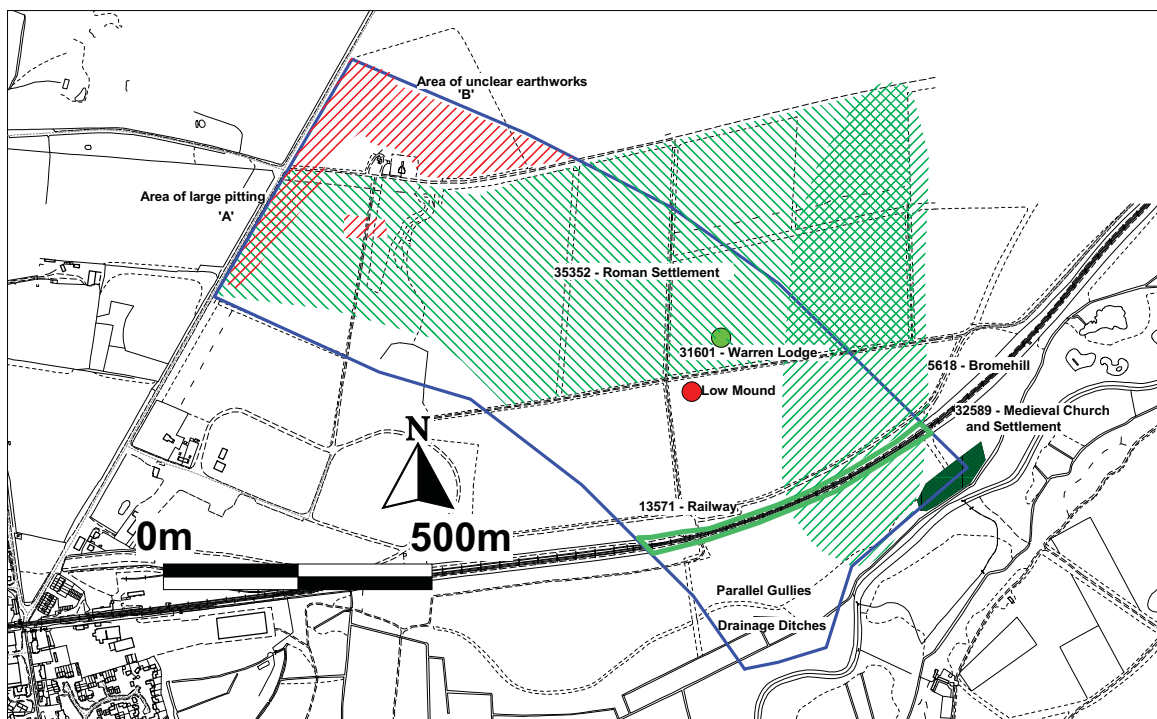 Area of unclear earthworks
'B'
Area of large pitting
'A'
35352 - Roman Settlement
31601 - Warren Lodge
5618 - Bromehill
Low Mound
32589 - Medieval Church
and Settlement
N
13571 - Railway
0m
500m
Parallel Gullies
Drainage Ditches